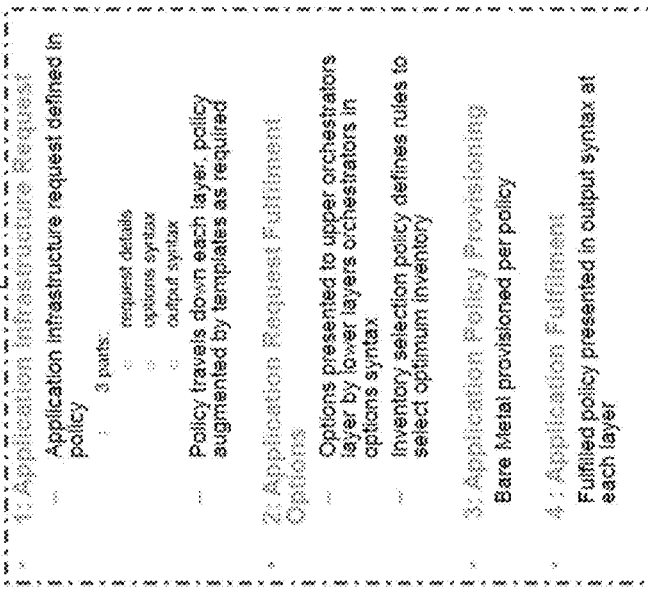 1: Application Infrastructure Request
– Application Infrastructure request defined in
policy
: 3 parts:
○ request details
○ options syntax
○ output syntax
– Policy travels down each layer, policy
augmented by templates as required
2: Application Request Fulfilment
Options
– Options presented to upper orchestrators
layer by lower layers orchestrators in
options syntax
– Inventory selection policy defines rules to
select optimum inventory
3: Application Policy Provisioning
Bare Metal provisioned per policy
4 : Application Fulfilment
Fulfilled policy presented in output syntax at
each layer